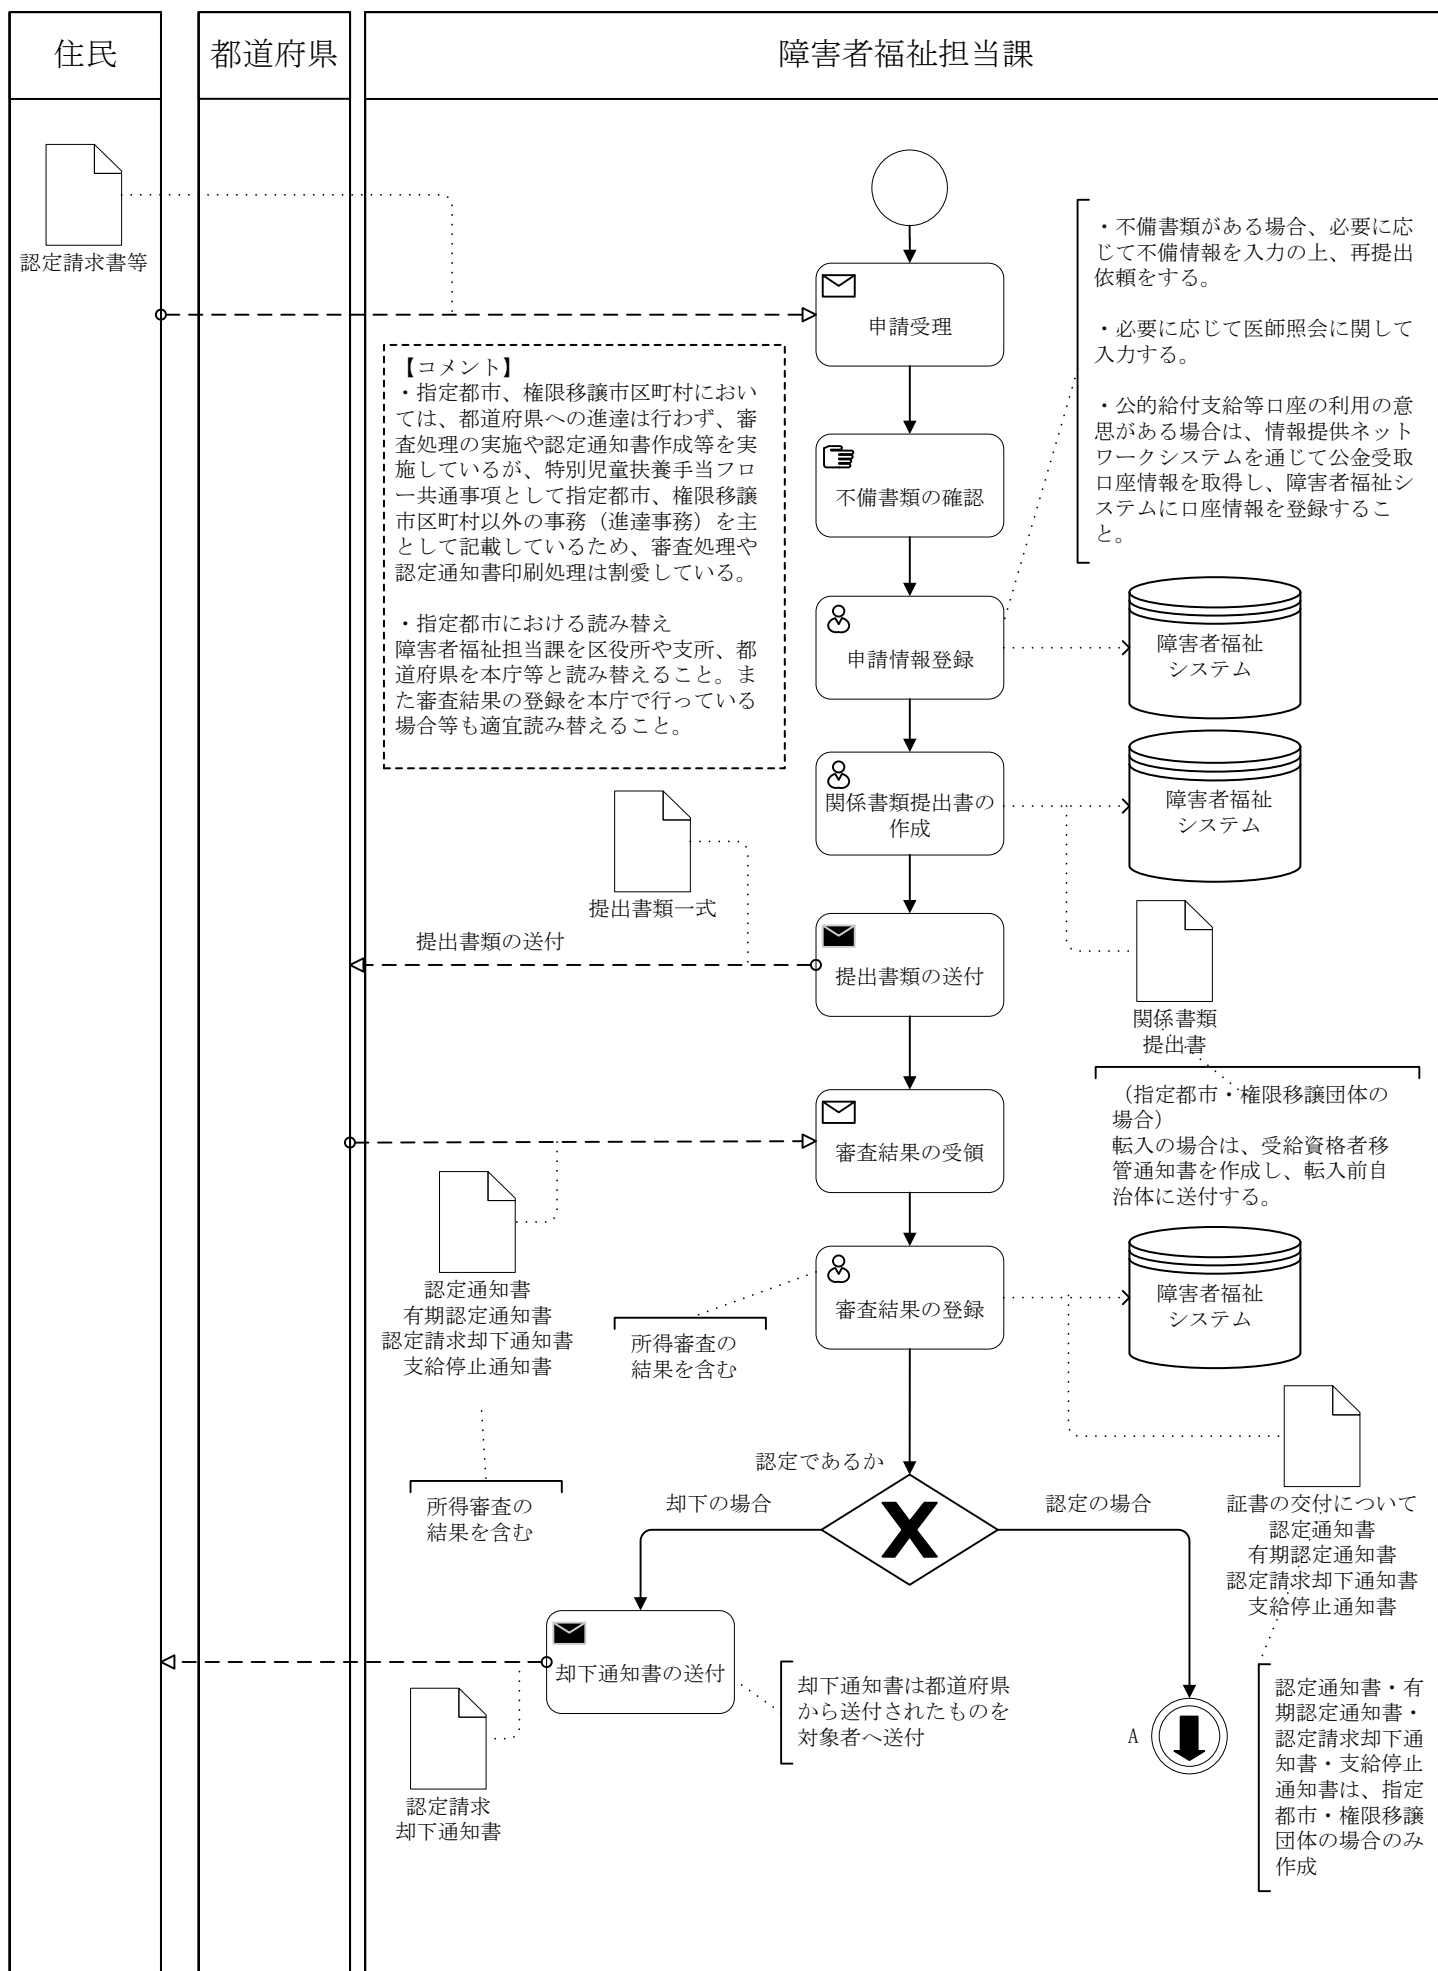 住民
都道府県
障害者福祉担当課
認定請求書等
申請受理
・不備書類がある場合、必要に応
じて不備情報を入力の上、再提出
依頼をする。
・必要に応じて医師照会に関して
入力する。
・公的給付支給等口座の利用の意
思がある場合は、情報提供ネット
ワークシステムを通じて公金受取
口座情報を取得し、障害者福祉シ
ステムに口座情報を登録するこ
と。
【コメント】
・指定都市、権限移譲市区町村におい
ては、都道府県への進達は行わず、審
査処理の実施や認定通知書作成等を実
施しているが、特別児童扶養手当フロ
ー共通事項として指定都市、権限移譲
市区町村以外の事務（進達事務）を主
として記載しているため、審査処理や
認定通知書印刷処理は割愛している。
・指定都市における読み替え
障害者福祉担当課を区役所や支所、都
道府県を本庁等と読み替えること。ま
た審査結果の登録を本庁で行っている
場合等も適宜読み替えること。
不備書類の確認
申請情報登録
障害者福祉
システム
関係書類提出書の
作成
障害者福祉
システム
提出書類一式
提出書類の送付
提出書類の送付
関係書類
提出書
（指定都市・権限移譲団体の
場合）
転入の場合は、受給資格者移
管通知書を作成し、転入前自
治体に送付する。
審査結果の受領
認定通知書
有期認定通知書
認定請求却下通知書
支給停止通知書
所得審査の
結果を含む
審査結果の登録
障害者福祉
システム
所得審査の
結果を含む
認定であるか
却下の場合
認定の場合
証書の交付について
認定通知書
有期認定通知書
認定請求却下通知書
支給停止通知書
却下通知書の送付
却下通知書は都道府県
から送付されたものを
対象者へ送付
A
認定通知書・有
期認定通知書・
認定請求却下通
知書・支給停止
通知書は、指定
都市・権限移譲
団体の場合のみ
作成
認定請求
却下通知書